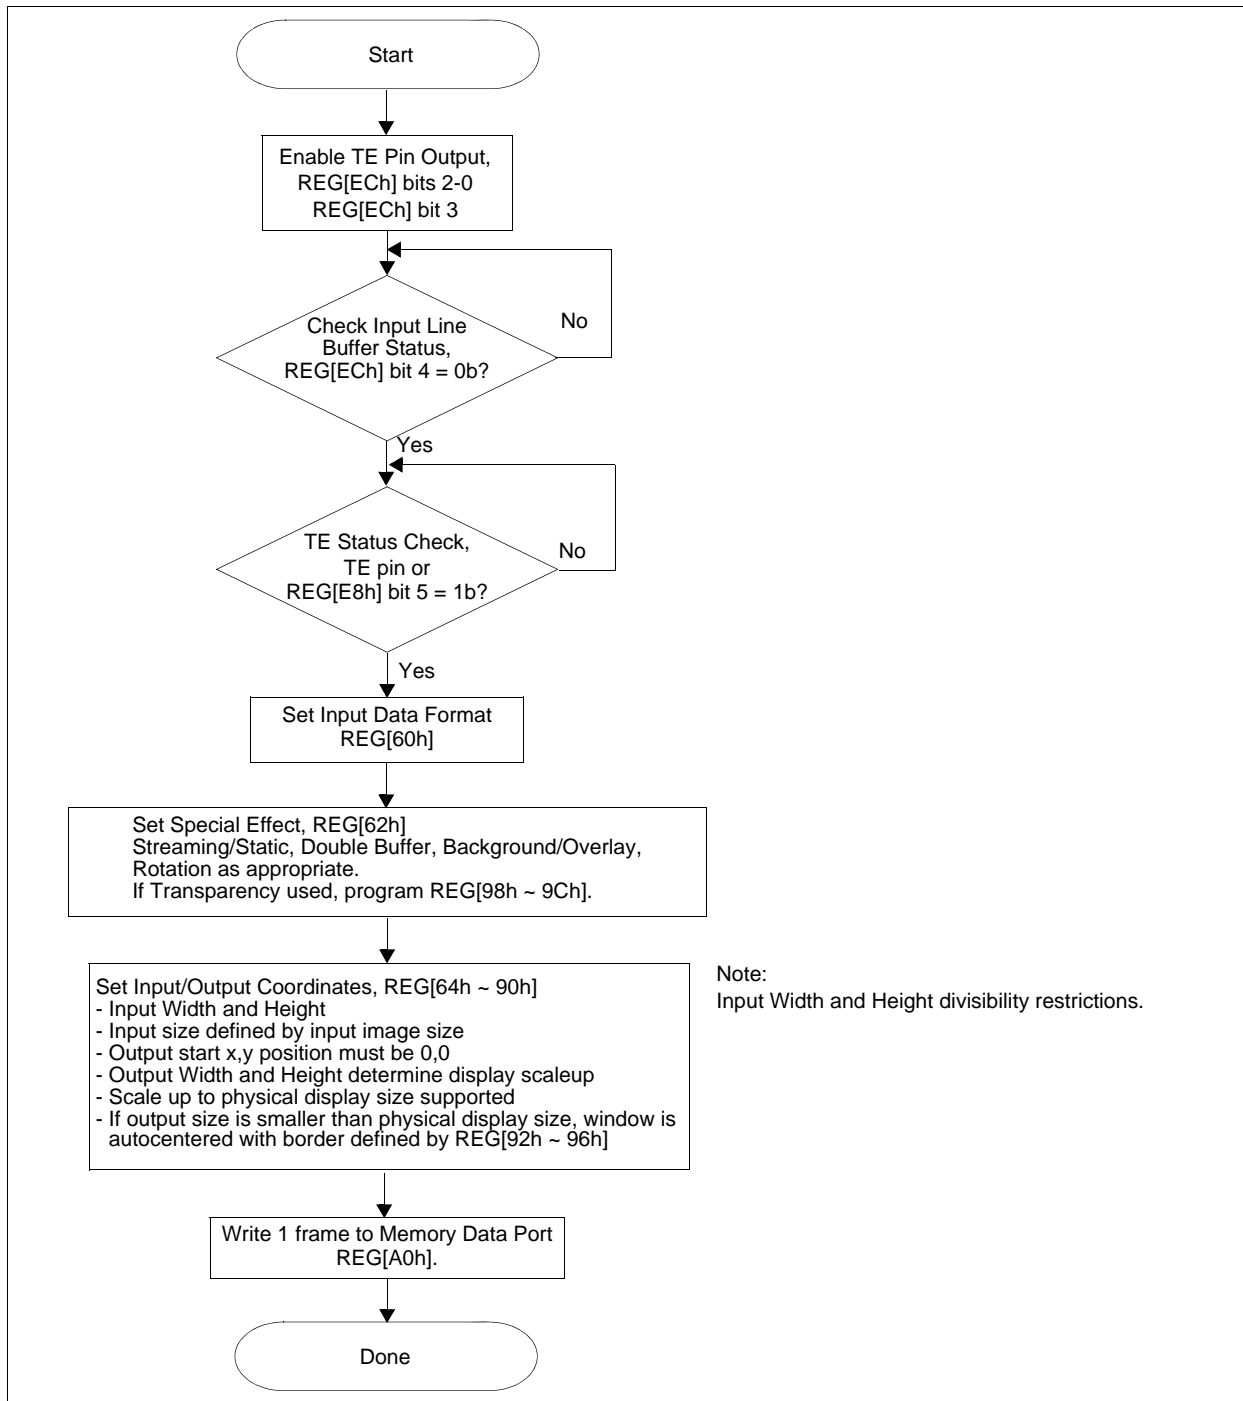 Start
Enable TE Pin Output,
REG[ECh] bits 2-0
REG[ECh] bit 3
Check Input Line
Buffer Status,
REG[ECh] bit 4 = 0b?
No
Yes
TE Status Check,
TE pin or
REG[E8h] bit 5 = 1b?
No
Yes
Set Input Data Format
REG[60h]
Set Special Effect, REG[62h]
Streaming/Static, Double Buffer, Background/Overlay,
Rotation as appropriate.
If Transparency used, program REG[98h ~ 9Ch].
Set Input/Output Coordinates, REG[64h ~ 90h]
- Input Width and Height
- Input size defined by input image size
- Output start x,y position must be 0,0
- Output Width and Height determine display scaleup
- Scale up to physical display size supported
- If output size is smaller than physical display size, window is
autocentered with border defined by REG[92h ~ 96h]
Note:
Input Width and Height divisibility restrictions.
Write 1 frame to Memory Data Port
REG[A0h].
Done